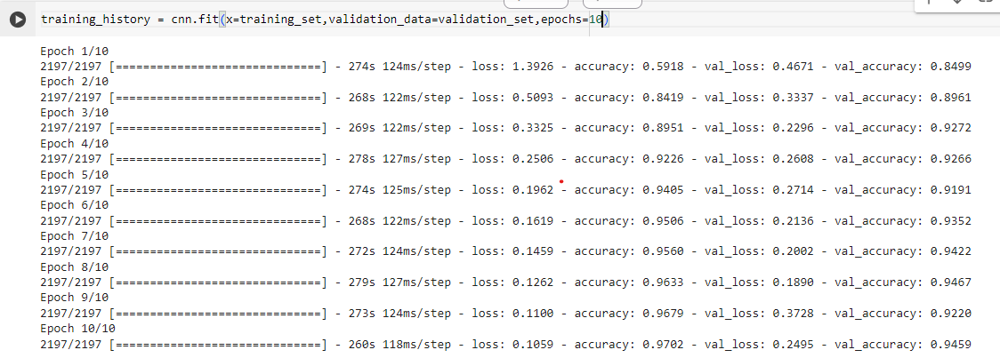 training_history = cnn.fit(x=training_set,validation_data=validation_set,epochs=10)
Epoch 1/10
2197/2197 [==============================] - 274s 124ms/step - loss: 1.3926 - accuracy: 0.5918 - val_loss: 0.4671 - val_accuracy: 0.8499
Epoch 2/10
2197/2197 [==============================] - 268s 122ms/step - loss: 0.5093 - accuracy: 0.8419 - val_loss: 0.3337 - val_accuracy: 0.8961
Epoch 3/10
2197/2197 [==============================] - 269s 122ms/step - loss: 0.3325 - accuracy: 0.8951 - val_loss: 0.2296 - val_accuracy: 0.9272
Epoch 4/10
2197/2197 [==============================] - 278s 127ms/step - loss: 0.2506 - accuracy: 0.9226 - val_loss: 0.2608 - val_accuracy: 0.9266
Epoch 5/10
2197/2197 [==============================] - 274s 125ms/step - loss: 0.1962 - accuracy: 0.9405 - val_loss: 0.2714 - val_accuracy: 0.9191
Epoch 6/10
2197/2197 [==============================] - 268s 122ms/step - loss: 0.1619 - accuracy: 0.9506 - val_loss: 0.2136 - val_accuracy: 0.9352
Epoch 7/10
2197/2197 [==============================] - 272s 124ms/step - loss: 0.1459 - accuracy: 0.9560 - val_loss: 0.2002 - val_accuracy: 0.9422
Epoch 8/10
2197/2197 [==============================] - 279s 127ms/step - loss: 0.1262 - accuracy: 0.9633 - val_loss: 0.1890 - val_accuracy: 0.9467
Epoch 9/10
2197/2197 [==============================] - 273s 124ms/step - loss: 0.1100 - accuracy: 0.9679 - val_loss: 0.3728 - val_accuracy: 0.9220
Epoch 10/10
2197/2197 [==============================] - 260s 118ms/step - loss: 0.1059 - accuracy: 0.9702 - val_loss: 0.2495 - val_accuracy: 0.9459